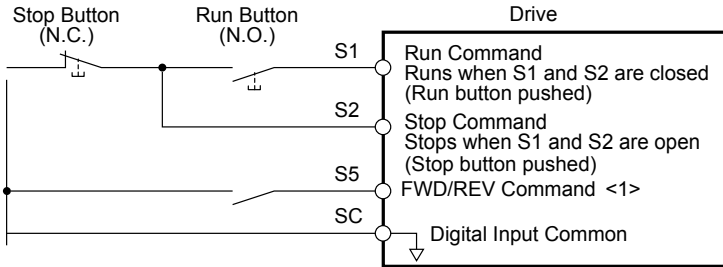 Stop Button
(N.C.)
Run Button
(N.O.)
Drive
S1
Run Command
Runs when S1 and S2 are closed
(Run button pushed)
S2
Stop Command
Stops when S1 and S2 are open
(Stop button pushed)
S5
FWD/REV Command <1>
SC
Digital Input Common